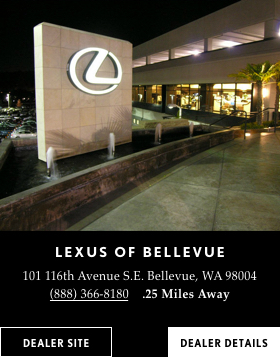 LEXUS OF BELLEVUE
101 116th Avenue S.E. Bellevue, WA 98004
(888) 366-8180 .25 Miles Away
DEALER SITE
DEALER DETAILS